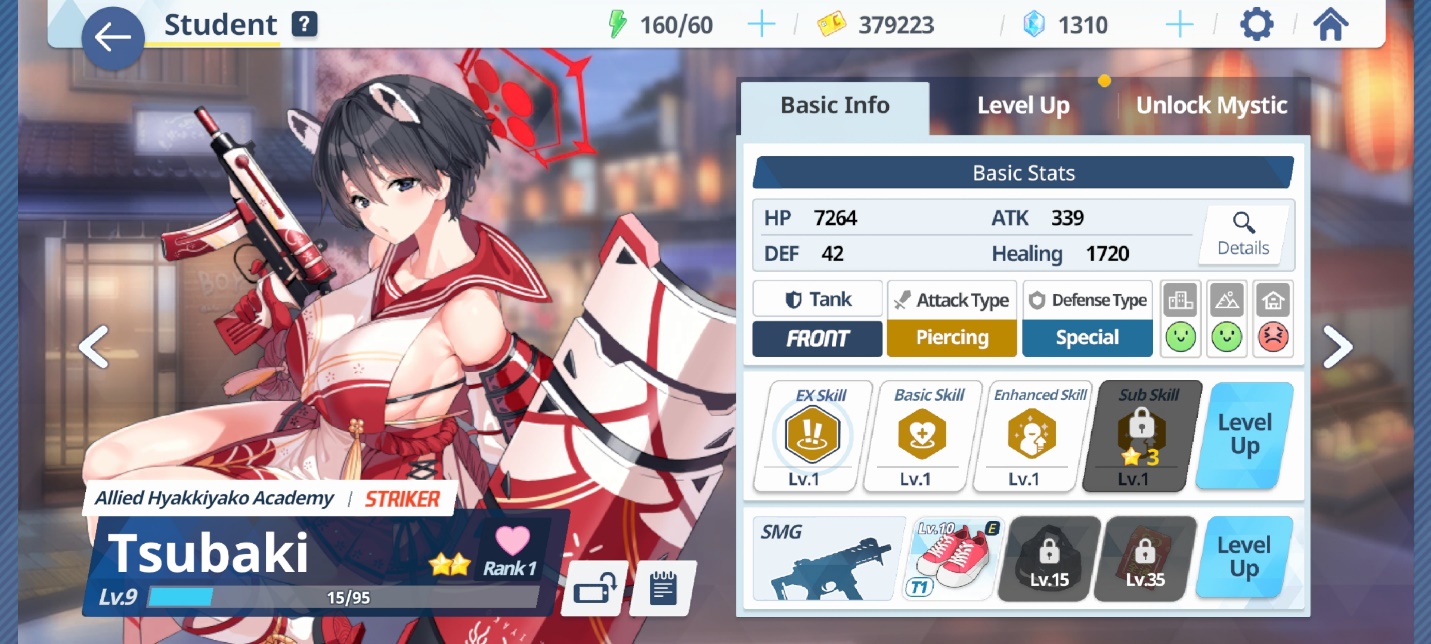 Student ?
160/60
379223
1310
Basic Info
Level Up
Unlock Mystic
Basic Stats
HP 7264
ATK 339
DEF 42
Healing 1720
Details
Tank
FRONT
Attack Type
Piercing
Defense Type
Special
EX Skill
Lv.1
Basic Skill
Lv.1
Enhanced Skill
Lv.1
Sub Skill
3
Lv.1
Level
Up
SMG
Lv.10
E
T1
Lv.15
Lv.35
Level
Up
Allied Hyakkiyako Academy | STRIKER
Tsubaki
Rank 1
Lv.9
15/95